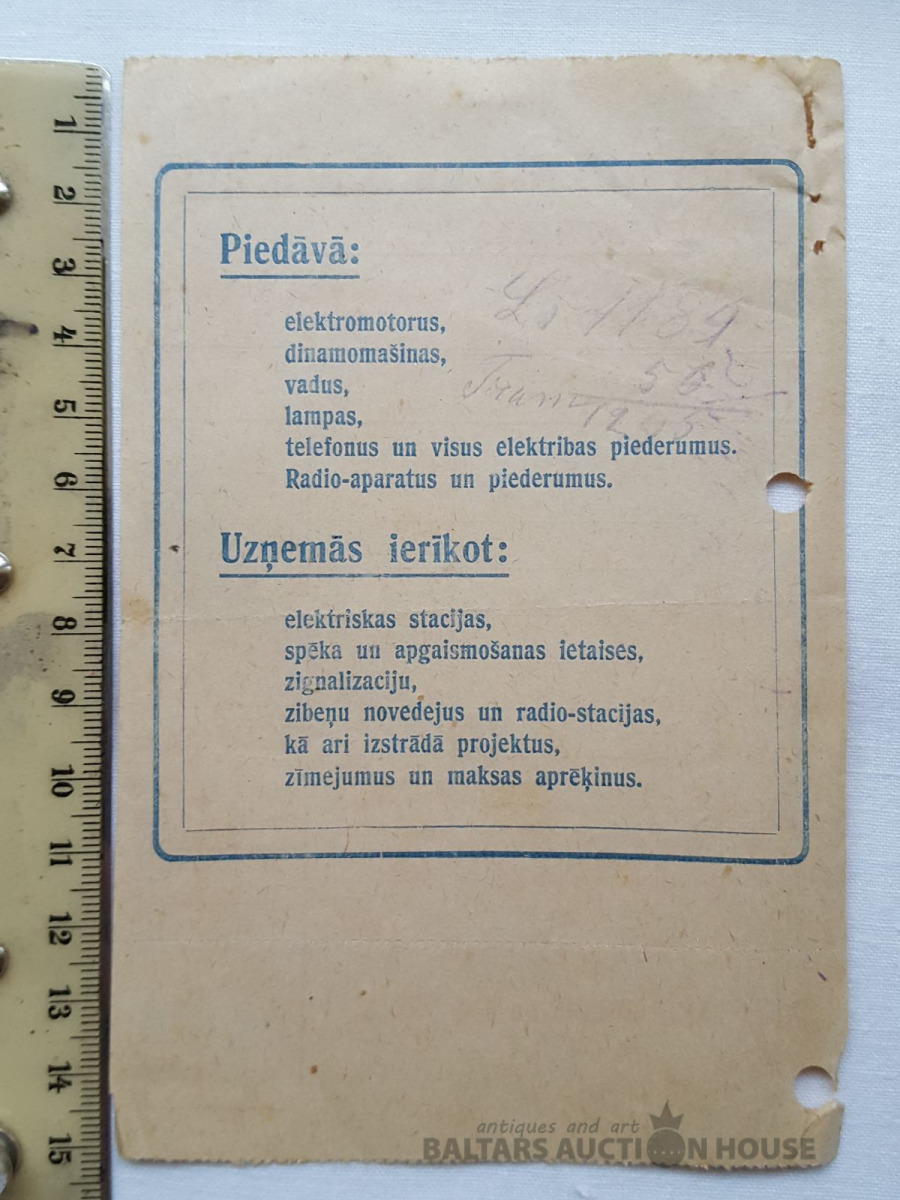 Piedāvā:
elektromotorus,
dinamomašinas,
vadus,
lampas,
telefonus un visus elektribas piederumus.
Radio-aparatus un piederumus.
Uzņemās ierīkot:
elektriskas stacijas,
spēka un apgaismošanas ietaises,
zignalizaciju,
zibeņu novedejus un radio-stacijas,
kā ari izstrādā projektus,
zīmejumus un maksas aprēķinus.
1
2
3
4
5
6
7
8
9
10
11
12
13
14
15
antiques and art
BALTARS AUCTION HOUSE